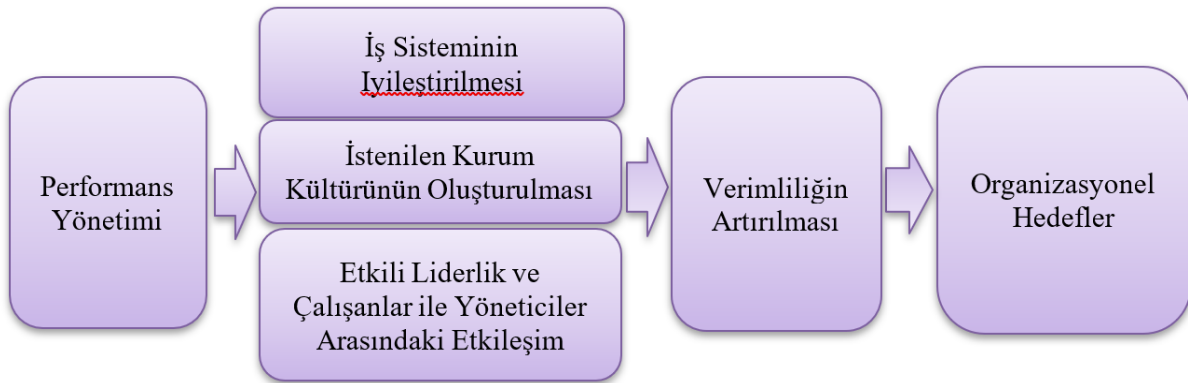 Performans
Yönetimi
İş Sisteminin
Iyileştirilmesi
İstenilen Kurum
Kültürünün Oluşturulması
Etkili Liderlik ve
Çalışanlar ile Yöneticiler
Arasındaki Etkileşim
Verimliliğin
Artırılması
Organizasyonel
Hedefler